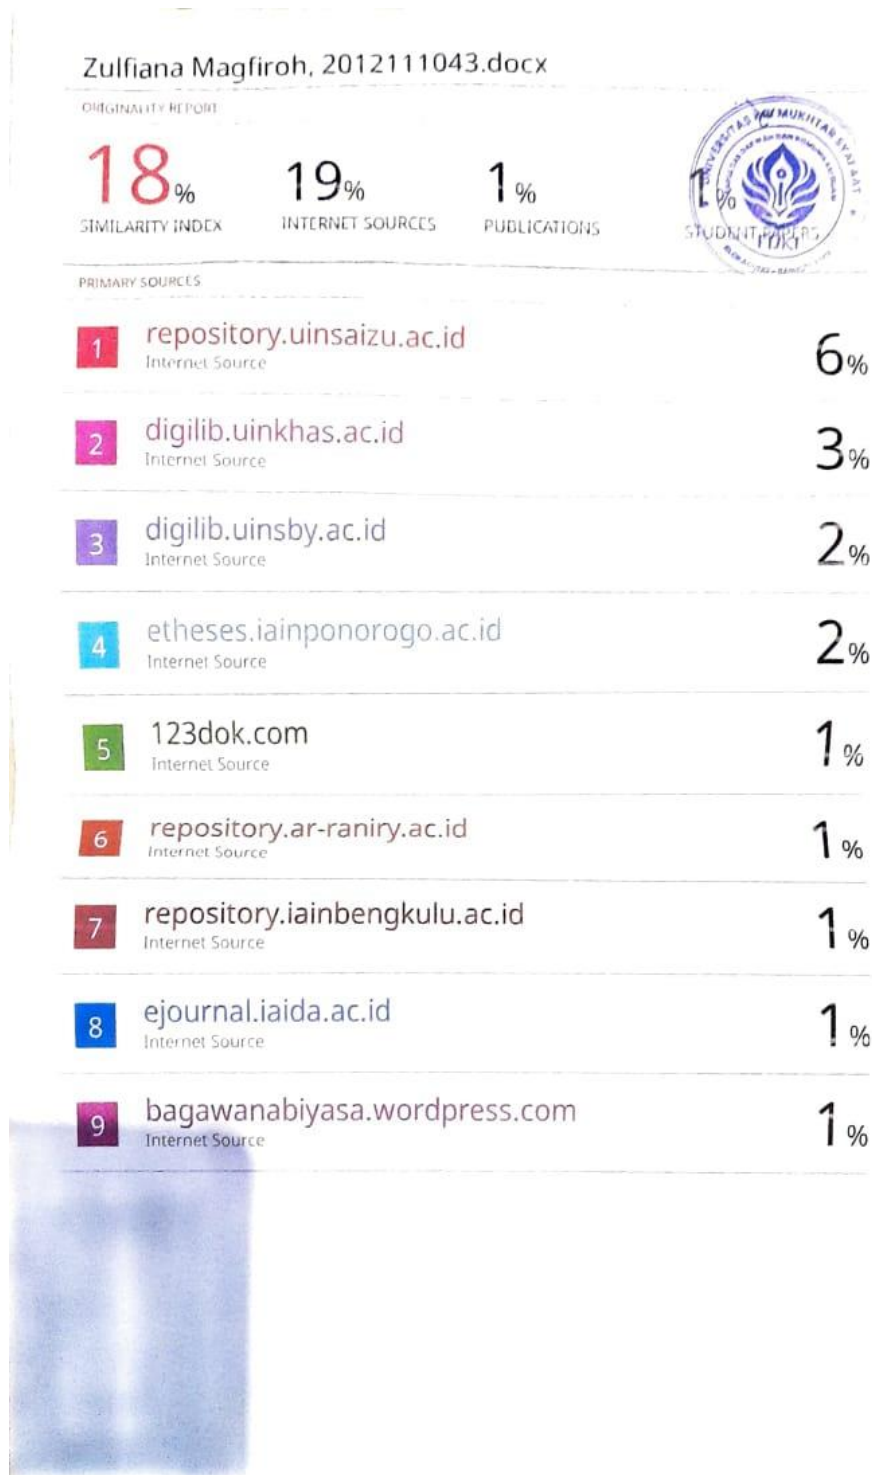 Zulfiana Magfiroh, 2012111043.docx
ORIGINALITY REPORT
18% 19% 1% 1%
SIMILARITY INDEX INTERNET SOURCES PUBLICATIONS STUDENT PAPERS
UNIVERSITAS MUKHTAR SYAFAAT
FDKI
PRIMARY SOURCES
1 repository.uinsaizu.ac.id 6%
Internet Source
2 digilib.uinkhas.ac.id 3%
Internet Source
3 digilib.uinsby.ac.id 2%
Internet Source
4 etheses.iainponorogo.ac.id 2%
Internet Source
5 123dok.com 1%
Internet Source
6 repository.ar-raniry.ac.id 1%
Internet Source
7 repository.iainbengkulu.ac.id 1%
Internet Source
8 ejournal.iaida.ac.id 1%
Internet Source
9 bagawanabiyasa.wordpress.com 1%
Internet Source